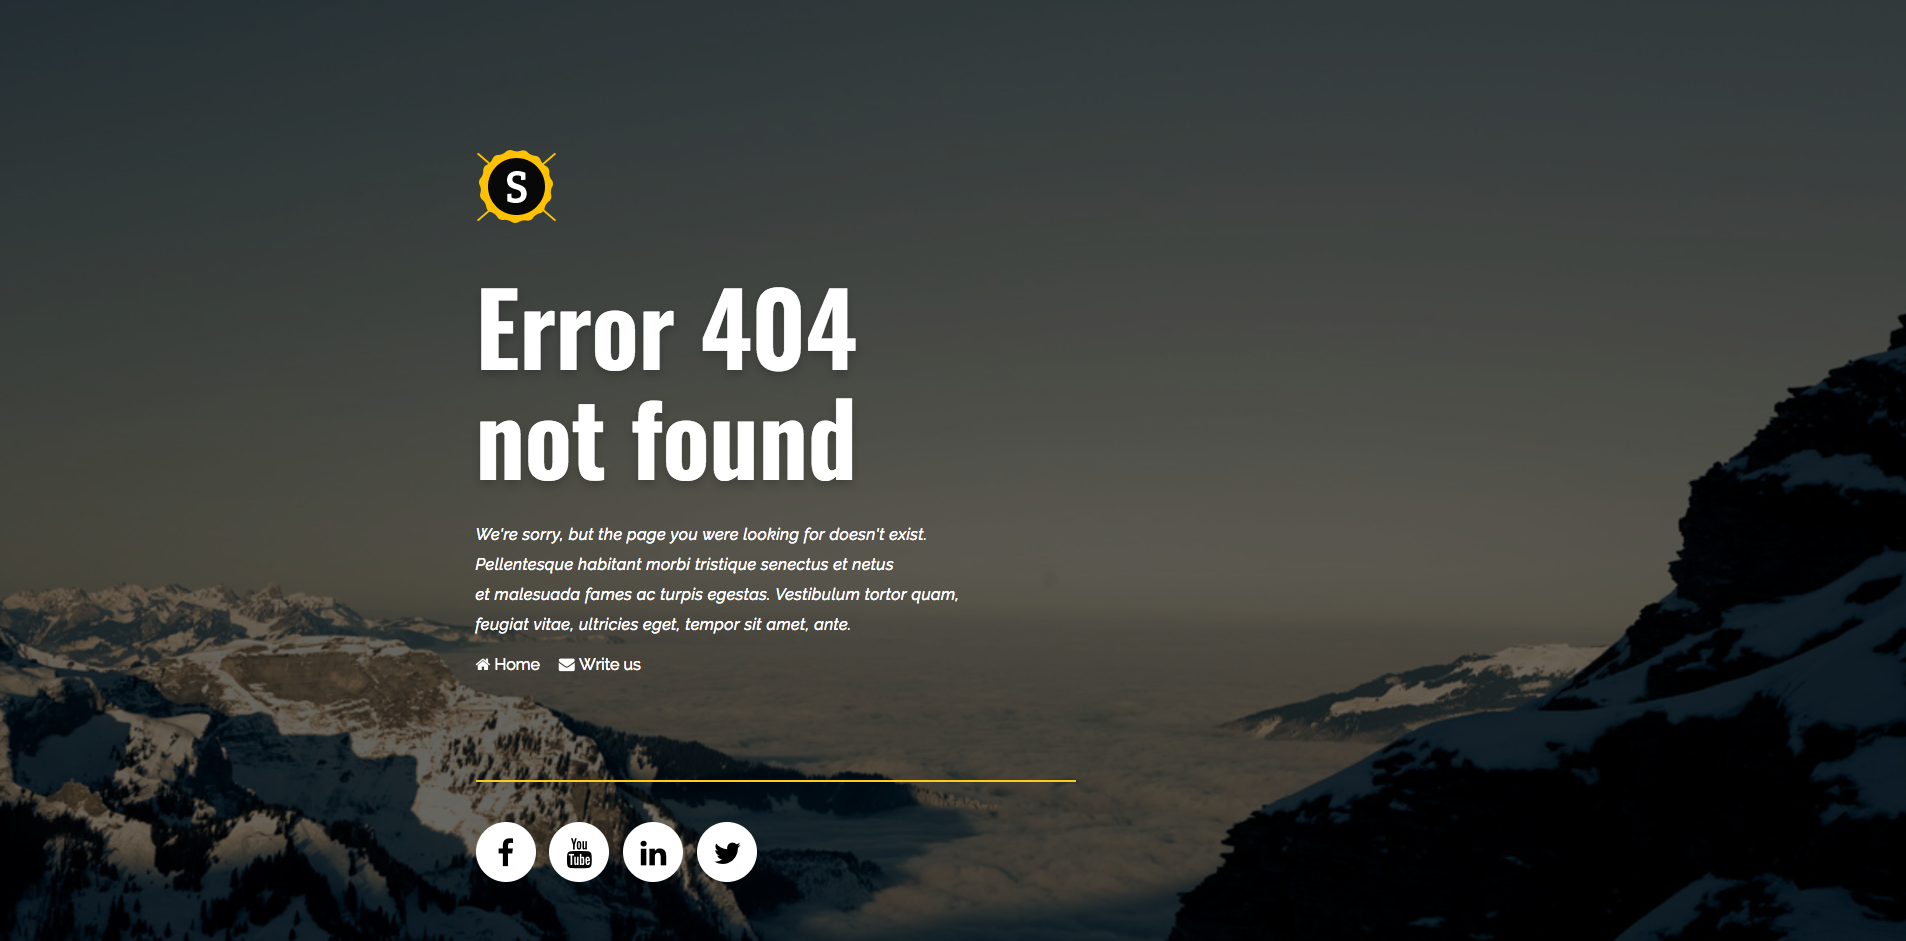 S
Error 404
not found
We're sorry, but the page you were looking for doesn't exist.
Pellentesque habitant morbi tristique senectus et netus
et malesuada fames ac turpis egestas. Vestibulum tortor quam,
feugiat vitae, ultricies eget, tempor sit amet, ante.
Home Write us
f You Tube in